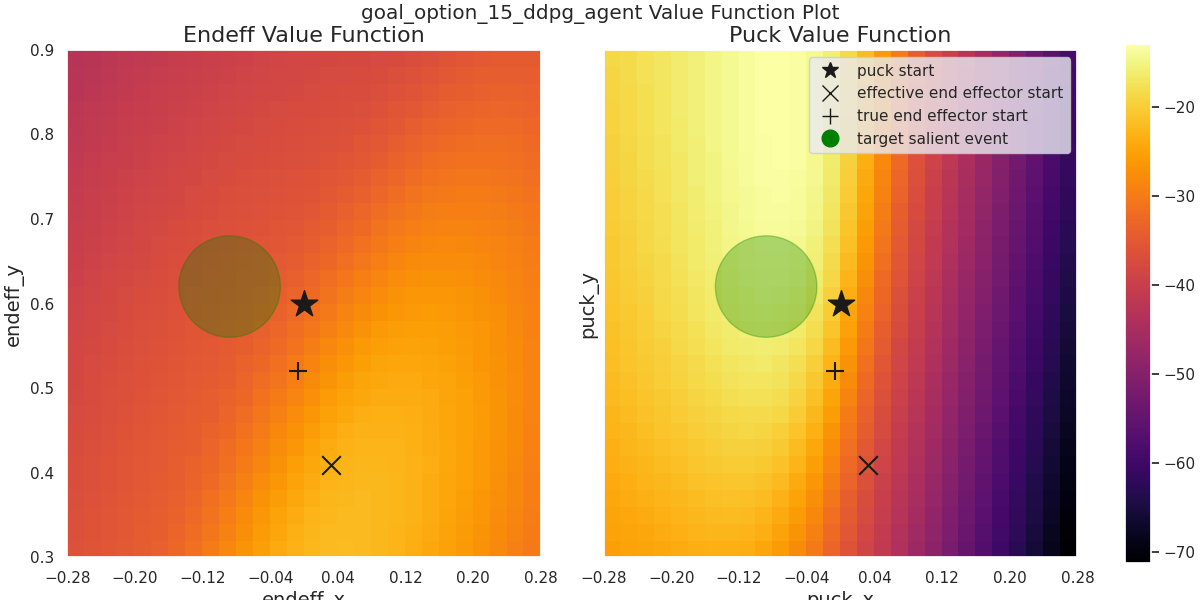 goal_option_15_ddpg_agent Value Function Plot
Endeff Value Function
Puck Value Function
0.9
0.8
0.7
0.6
0.5
0.4
0.3
endeff_y
−0.28 −0.20 −0.12 −0.04 0.04 0.12 0.20 0.28
endeff_x
puck_y
puck start
effective end effector start
true end effector start
target salient event
−0.28 −0.20 −0.12 −0.04 0.04 0.12 0.20 0.28
puck_x
−20
−30
−40
−50
−60
−70